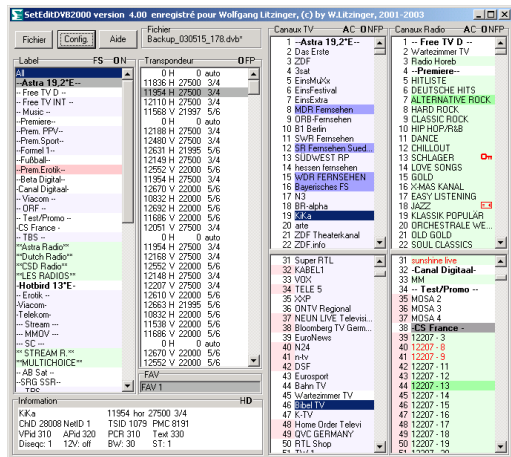 SetEditDVB2000 version 4.00 enregistré pour Wolfgang Litzinger, (c) by W.Litzinger, 2001-2003
Fichier
Config.
Aide
Fichier
Backup_030515_178.dvb*
Label FS O N
All
--Astra 19,2°E--
-- Free TV D --
-- Free TV INT --
-- Music --
--Premiere--
--Prem. PPV--
--Prem.Sport--
--Formel 1--
--Fußball--
--Prem.Erotik--
--Beta Digital--
-Canal Digitaal-
-- Viacom --
-- ORF --
-- Test/Promo --
-CS France -
-- TBS --
**Astra Radio**
**Dutch Radio**
**CSD Radio**
**LES RADIOS**
-Hotbird 13°E-
-- Erotik --
-Viacom-
-Telekom-
--- Stream ---
--- MMOV ---
--- SC ---
** STREAM R.**
**MULTICHOICE**
-- AB Sat --
--SRG SSR--
Transpondeur O FP
0 H 0 auto
11836 H 27500 3/4
11954 H 27500 3/4
12110 H 27500 3/4
11568 V 21997 5/6
0 H 0 auto
12188 H 27500 3/4
12480 V 27500 3/4
12631 H 21995 5/6
12149 H 27500 3/4
12552 V 22000 5/6
11954 H 27500 3/4
12670 V 22000 5/6
10832 H 22000 5/6
12692 H 22000 5/6
11686 V 22000 5/6
12051 V 27500 3/4
0 H 0 auto
11954 H 27500 3/4
12168 V 27500 3/4
12552 V 22000 5/6
12148 H 27500 3/4
12207 V 27500 3/4
12610 V 22000 5/6
12663 H 21995 5/6
10832 H 22000 5/6
11538 V 22000 5/6
11686 V 22000 5/6
0 H 0 auto
12670 V 22000 5/6
12552 V 22000 5/6
FAV
FAV 1
Information HD
KiKa 11954 hor 27500 3/4
ChID 28008 NetID 1 TSID 1079 PMC 8191
VPid 310 APid 320 PCR 310 Text 330
Diseqc: 1 12V: off BW: 30 ST: 1
Canaux TV AC O NFP
1 --Astra 19,2°E--
2 Das Erste
3 ZDF
4 3sat
5 EinsMuXx
6 EinsFestival
7 EinsExtra
8 MDR Fernsehen
9 ORB-Fernsehen
10 B1 Berlin
11 SWR Fernsehen
12 SR Fernsehen Sued...
13 SÜDWEST RP
14 hessen fernsehen
15 WDR FERNSEHEN
16 Bayerisches FS
17 N3
18 BR-alpha
19 KiKa
20 arte
21 ZDF Theaterkanal
22 ZDF.info
31 Super RTL
32 KABEL1
33 VOX
34 TELE 5
35 XXP
36 ONTV Regional
37 NEUN LIVE Televisi...
38 Bloomberg TV Germ...
39 EuroNews
40 N24
41 n-tv
42 DSF
43 Eurosport
44 Bahn TV
45 Wartezimmer TV
46 Bibel TV
47 K-TV
48 Home Order Televi
49 QVC GERMANY
50 RTL Shop
Canaux Radio AC O NFP
1 -- Free TV D --
2 Wartezimmer TV
3 Radio Horeb
4 --Premiere--
5 HITLISTE
6 DEUTSCHE HITS
7 ALTERNATIVE ROCK
8 HARD ROCK
9 CLASSIC ROCK
10 HIP HOP/R&B
11 DANCE
12 CHILLOUT
13 SCHLAGER
14 LOVE SONGS
15 GOLD
16 X-MAS KANAL
17 EASY LISTENING
18 JAZZ
19 KLASSIK POPULÄR
20 ORCHESTRALE WE...
21 OLD GOLD
22 SOUL CLASSICS
31 sunshine live
32 -Canal Digitaal-
33 MM
34 -- Test/Promo --
35 MOSA 2
36 MOSA 3
37 MOSA 4
38 -CS France -
39 12207 - 3
40 12207 - 8
41 12207 - 9
42 12207 - 11
43 12207 - 12
44 12207 - 13
45 12207 - 14
46 12207 - 15
47 12207 - 16
48 12207 - 17
49 12207 - 18
50 12207 - 19